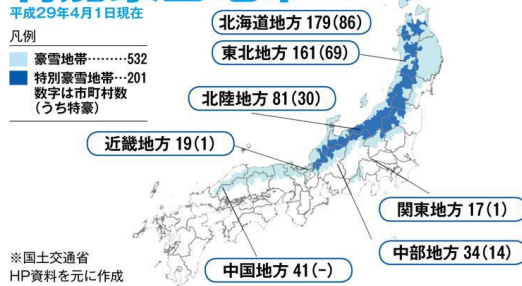 平成29年4月1日現在
凡例
豪雪地帯………532
特別豪雪地帯…201
数字は市町村数
(うち特豪)
北海道地方 179(86)
東北地方 161(69)
北陸地方 81(30)
近畿地方 19(1)
関東地方 17(1)
中部地方 34(14)
中国地方 41(-)
※国土交通省
HP資料を元に作成